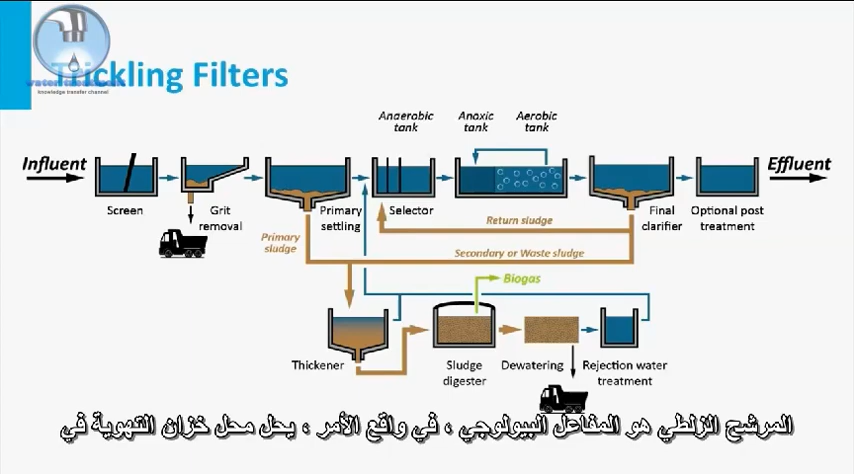 Trickling Filters
knowledge transfer channel
Anaerobic tank
Anoxic tank
Aerobic tank
Influent
Effluent
Screen
Grit removal
Primary settling
Selector
Final clarifier
Optional post treatment
Primary sludge
Return sludge
Secondary or Waste sludge
Biogas
Thickener
Sludge digester
Dewatering
Rejection water treatment
المرشح الزلطي هو المفاعل البيولوجي ، في واقع الأمر ، يحل محل خزان التهوية في